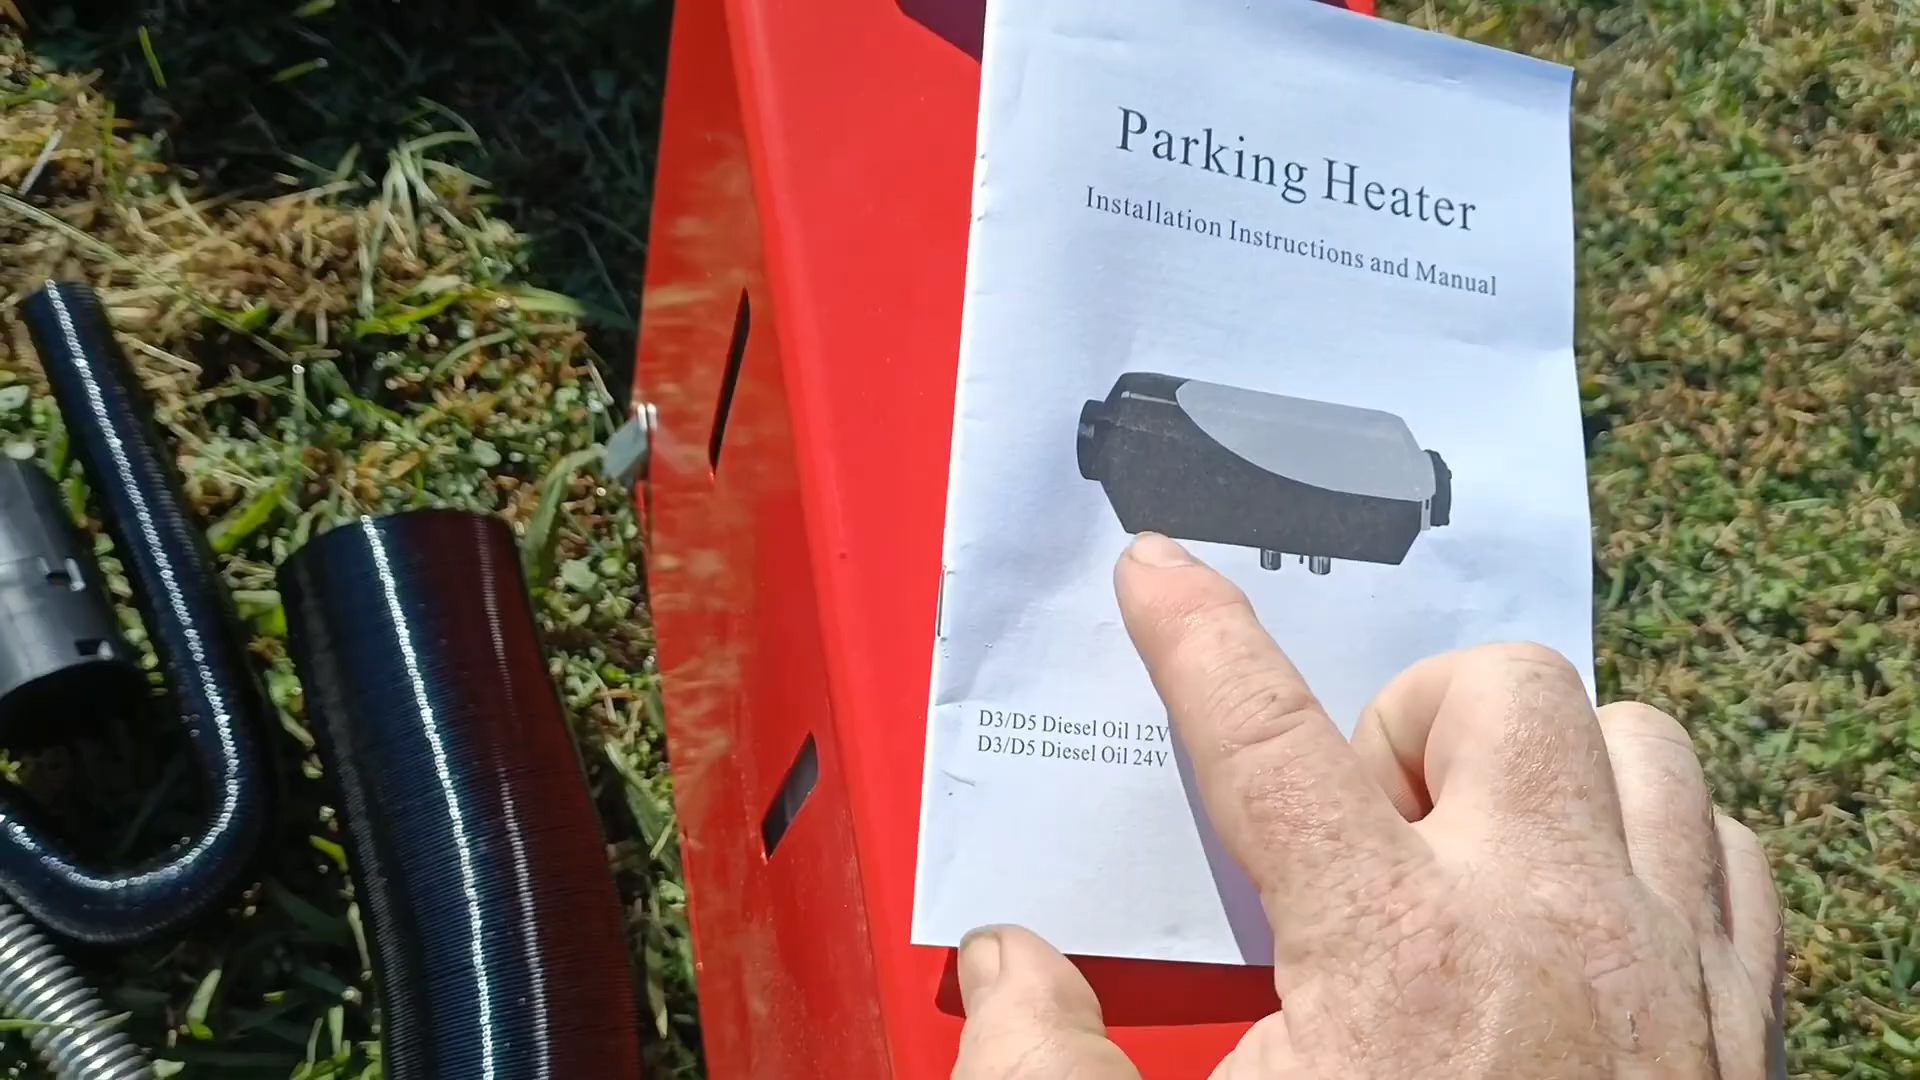 Parking Heater
Installation Instructions and Manual
D3/D5 Diesel Oil 12V
D3/D5 Diesel Oil 24V